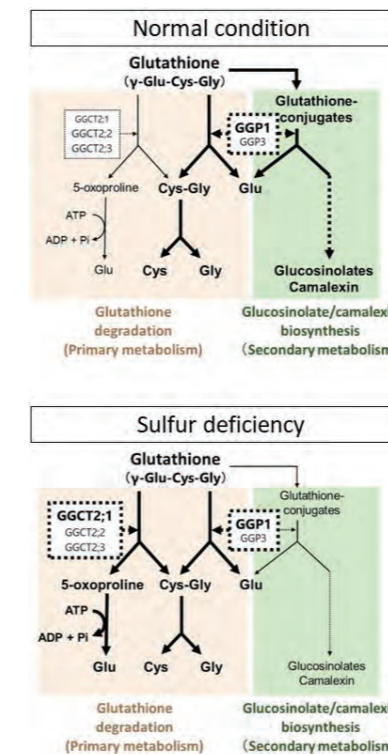 Normal condition
Glutathione
(γ-Glu-Cys-Gly)
GGCT2;1
GGCT2;2
GGCT2;3
GGP1
GGP3
Glutathione-
conjugates
5-oxoproline
Cys-Gly
Glu
ATP
ADP + Pi
Glu
Cys
Gly
Glucosinolates
Camalexin
Glutathione
degradation
(Primary metabolism)
Glucosinolate/camalexi
biosynthesis
(Secondary metabolism
Sulfur deficiency
Glutathione
(γ-Glu-Cys-Gly)
GGCT2;1
GGCT2;2
GGCT2;3
GGP1
GGP3
Glutathione-
conjugates
5-oxoproline
Cys-Gly
Glu
ATP
ADP + Pi
Glu
Cys
Gly
Glucosinolates
Camalexin
Glutathione
degradation
(Primary metabolism)
Glucosinolate/camalexi
biosynthesis
(Secondary metabolism